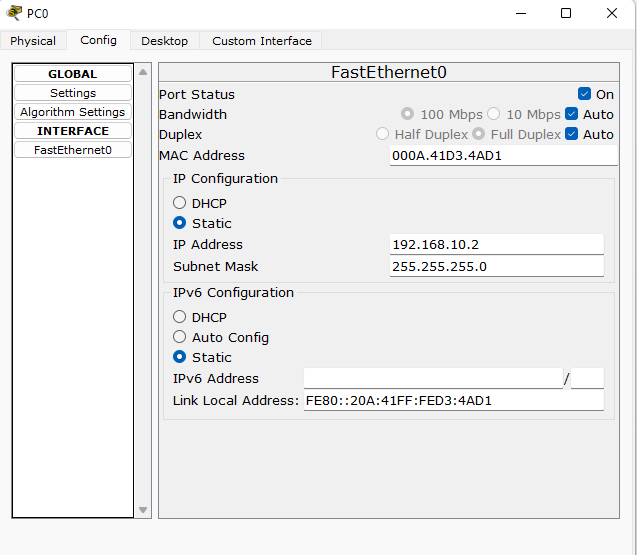 PC0
Physical Config Desktop Custom Interface
GLOBAL
Settings
Algorithm Settings
INTERFACE
FastEthernet0
FastEthernet0
Port Status On
Bandwidth 100 Mbps 10 Mbps Auto
Duplex Half Duplex Full Duplex Auto
MAC Address 000A.41D3.4AD1
IP Configuration
DHCP
Static
IP Address 192.168.10.2
Subnet Mask 255.255.255.0
IPv6 Configuration
DHCP
Auto Config
Static
IPv6 Address /
Link Local Address: FE80::20A:41FF:FED3:4AD1